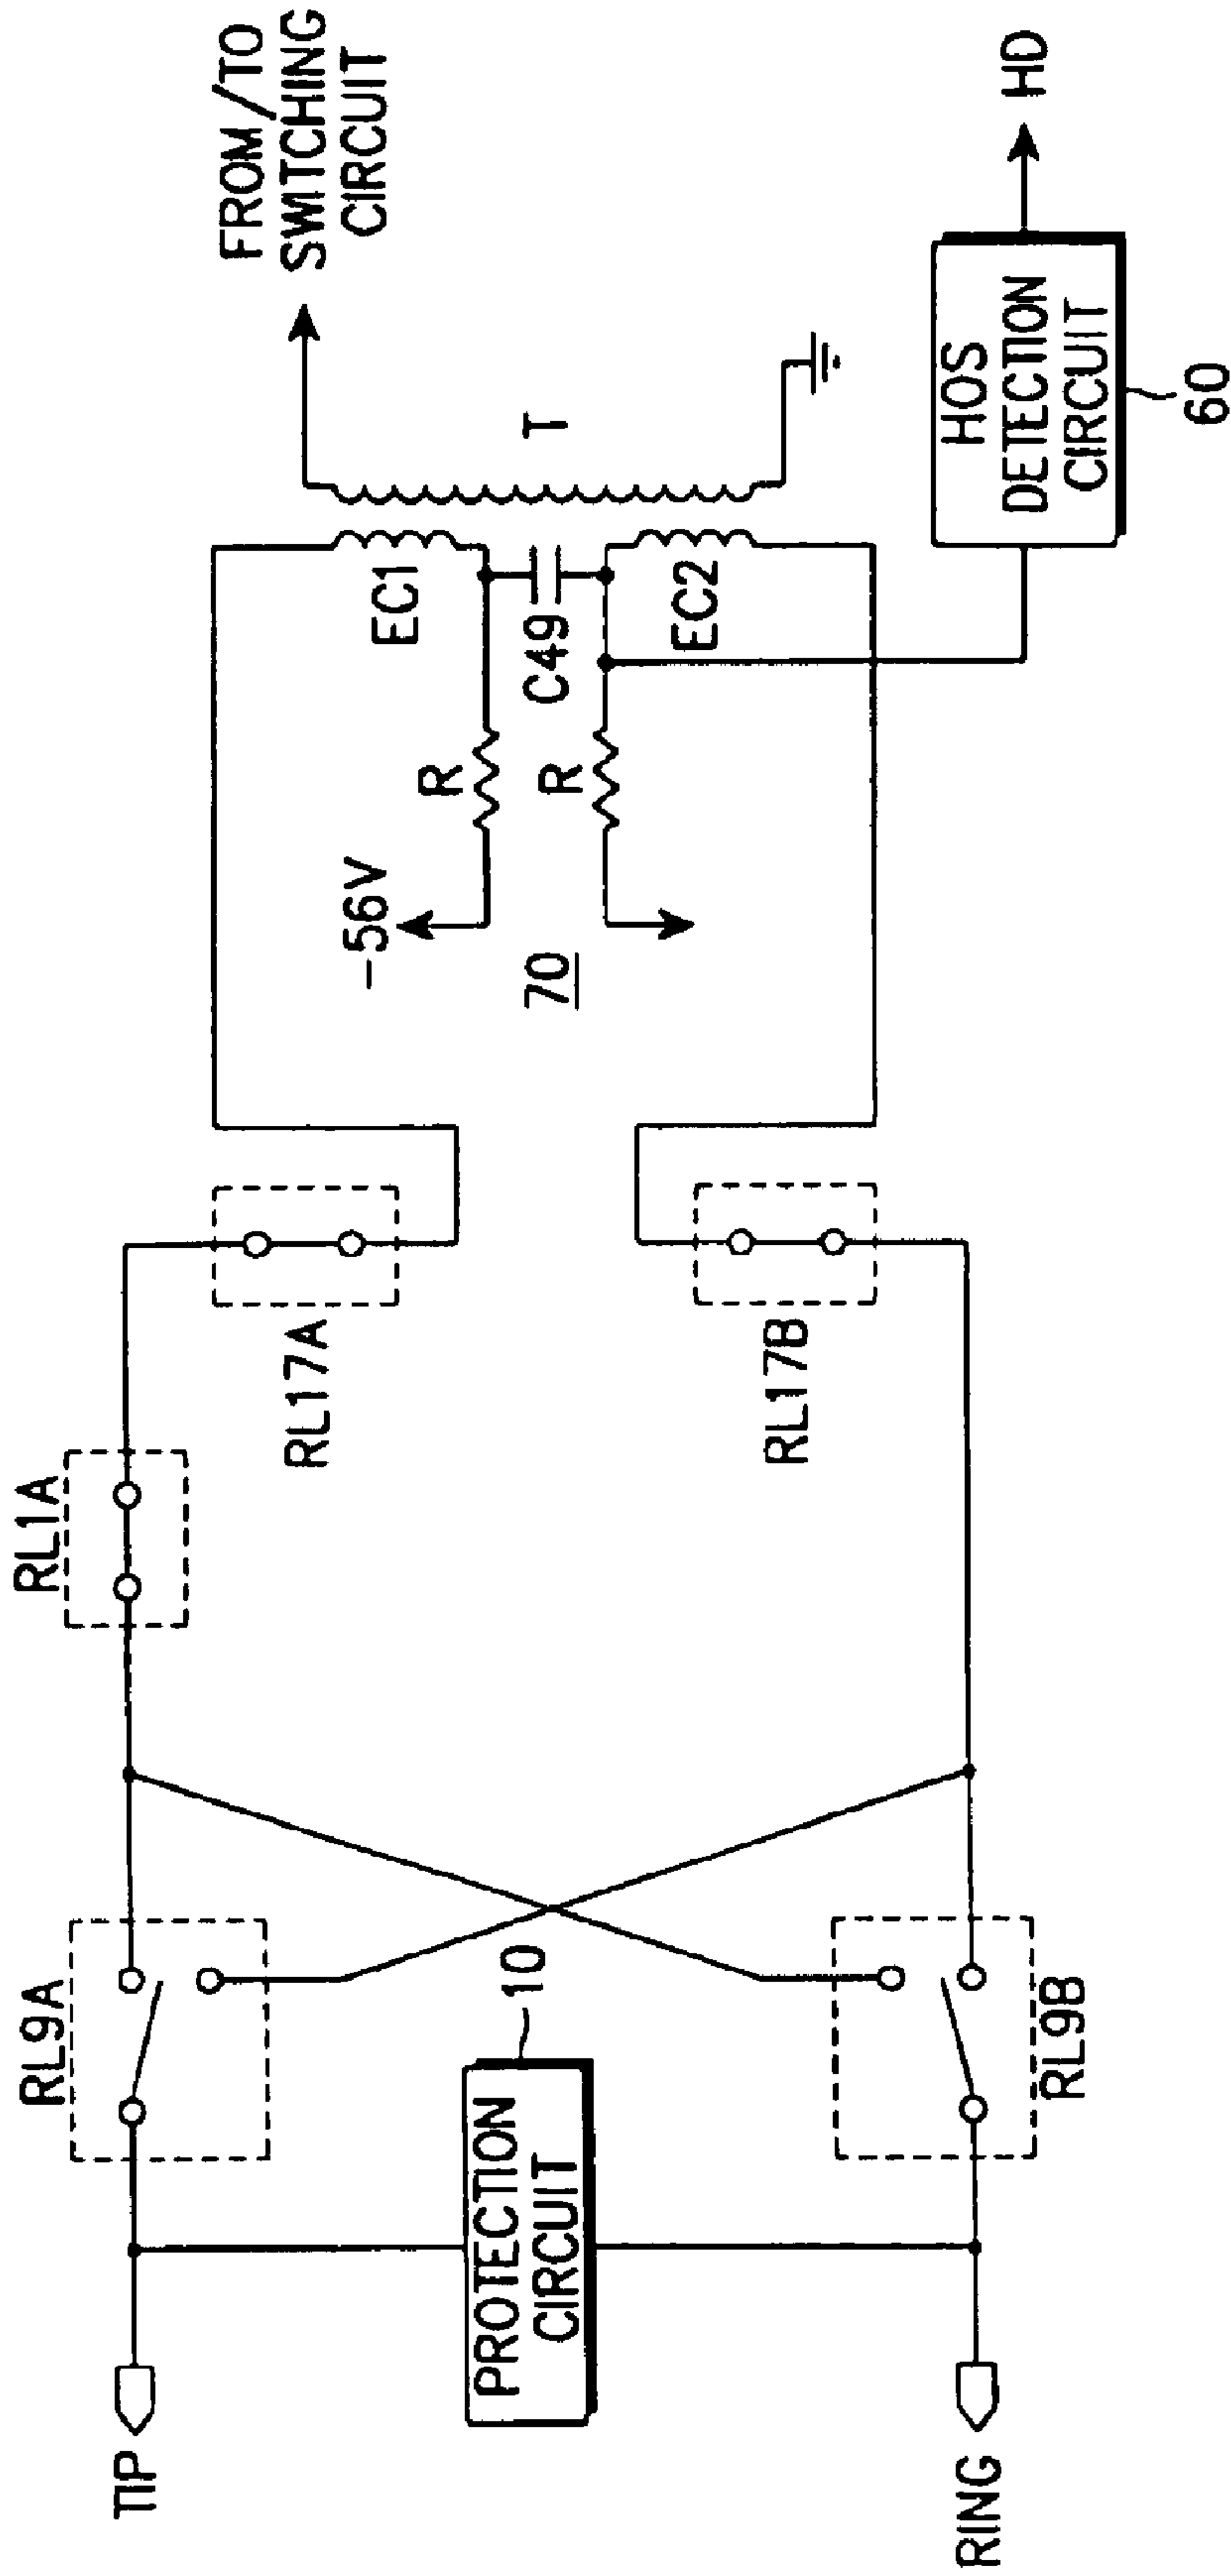 TIP
RING
PROTECTION
CIRCUIT
10
RL9A
RL9B
RL1A
RL17A
RL17B
-56V
70
R
R
C49
EC1
EC2
T
FROM/TO
SWITCHING
CIRCUIT
HOS
DETECTION
CIRCUIT
60
HD